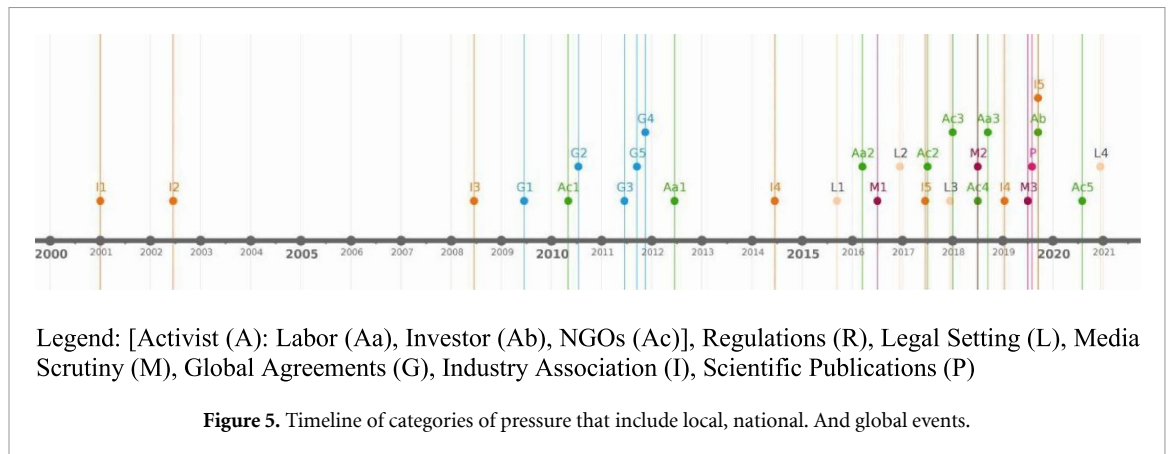 I5
G4 Ac3 Aa3 Ab
G2 G5 Aa2 L2 Ac2 M2 P L4
I1 I2 I3 G1 Ac1 G3 Aa1 I4 L1 M1 I5 L3 Ac4 I4 M3 Ac5
2000 2001 2002 2003 2004 2005 2006 2007 2008 2009 2010 2011 2012 2013 2014 2015 2016 2017 2018 2019 2020 2021
Legend: [Activist (A): Labor (Aa), Investor (Ab), NGOs (Ac)], Regulations (R), Legal Setting (L), Media
Scrutiny (M), Global Agreements (G), Industry Association (I), Scientific Publications (P)
Figure 5. Timeline of categories of pressure that include local, national. And global events.